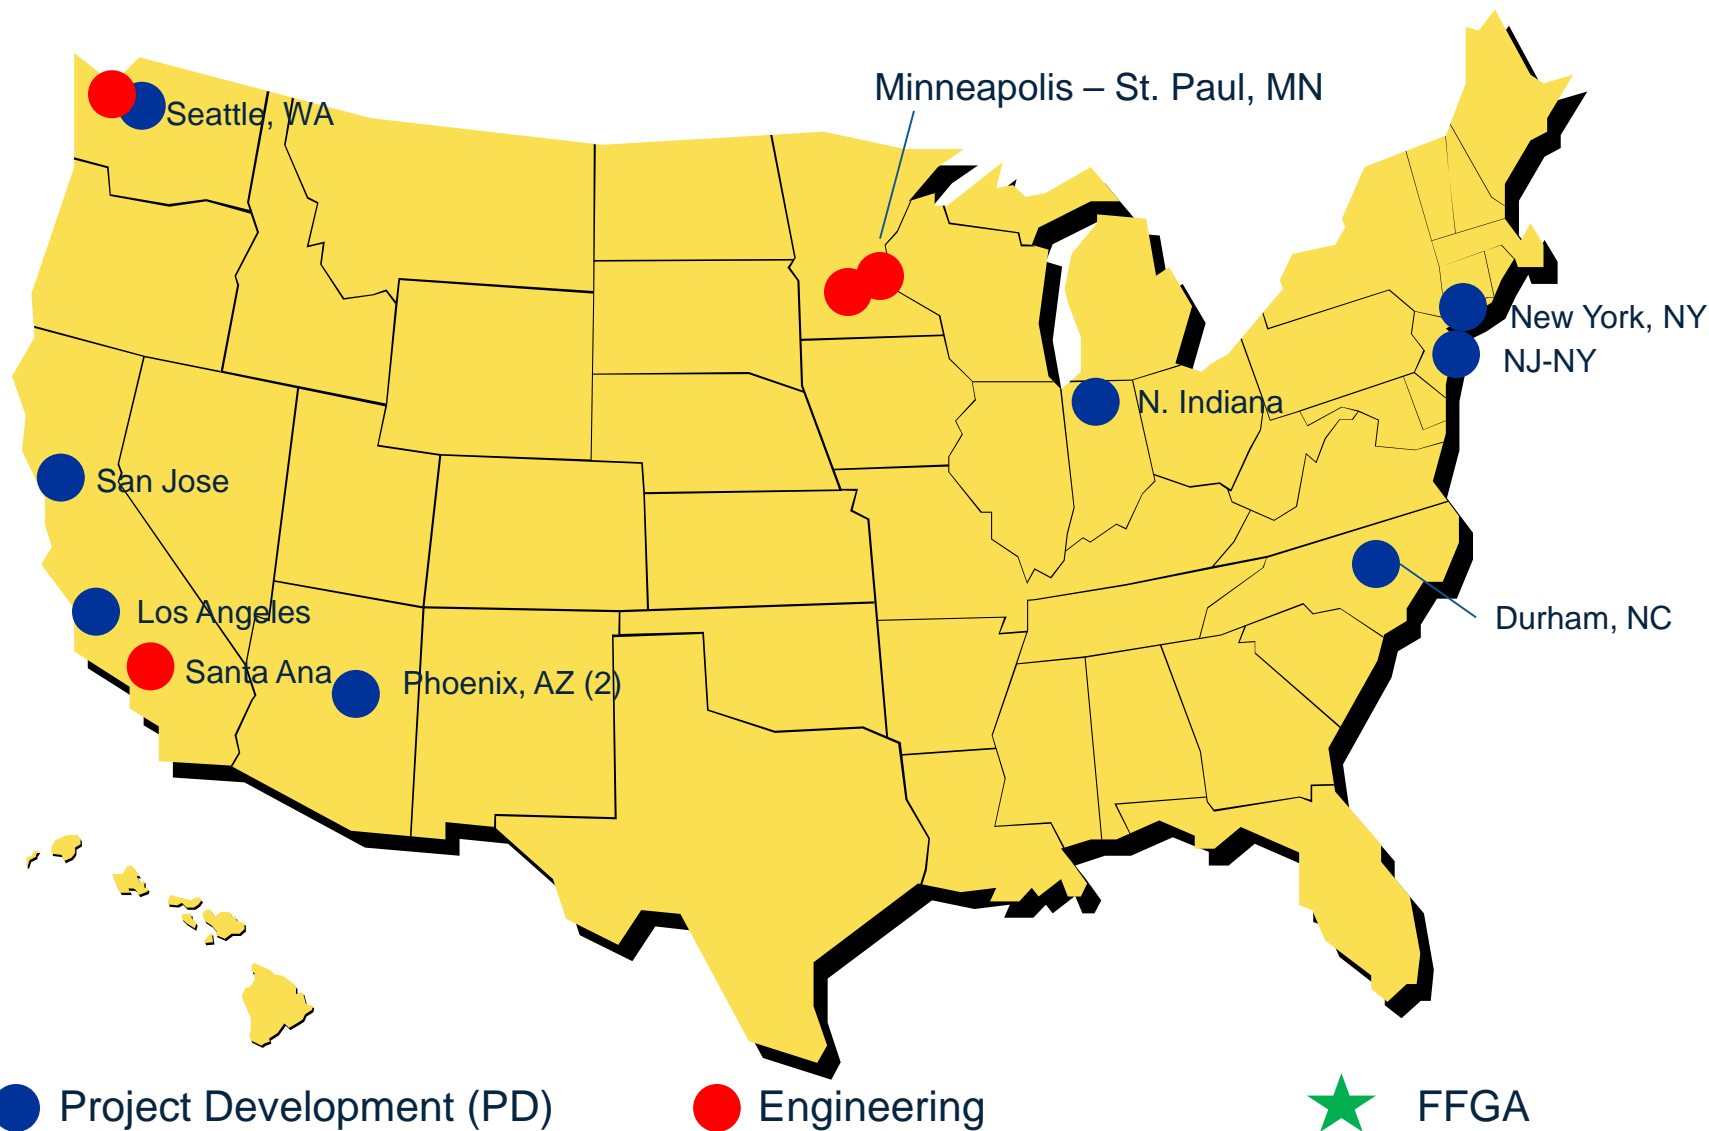 Minneapolis – St. Paul, MN
Seattle, WA
New York, NY
NJ-NY
N. Indiana
San Jose
Los Angeles
Durham, NC
Santa Ana
Phoenix, AZ (2)
Project Development (PD)
Engineering
FFGA